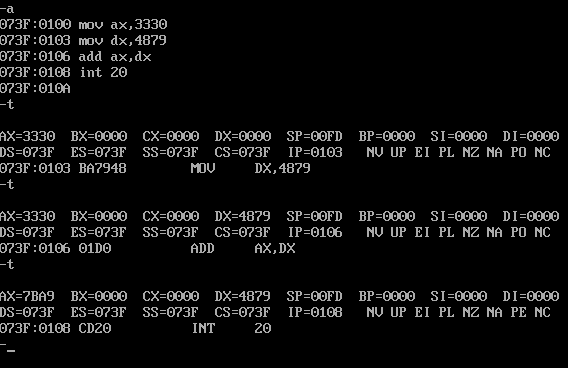 -a
073F:0100 mov ax,3330
073F:0103 mov dx,4879
073F:0106 add ax,dx
073F:0108 int 20
073F:010A
-t
AX=3330  BX=0000  CX=0000  DX=0000  SP=00FD  BP=0000  SI=0000  DI=0000
DS=073F  ES=073F  SS=073F  CS=073F  IP=0103   NV UP EI PL NZ NA PO NC
073F:0103 BA7948        MOV     DX,4879
-t
AX=3330  BX=0000  CX=0000  DX=4879  SP=00FD  BP=0000  SI=0000  DI=0000
DS=073F  ES=073F  SS=073F  CS=073F  IP=0106   NV UP EI PL NZ NA PO NC
073F:0106 01D0          ADD     AX,DX
-t
AX=7BA9  BX=0000  CX=0000  DX=4879  SP=00FD  BP=0000  SI=0000  DI=0000
DS=073F  ES=073F  SS=073F  CS=073F  IP=0108   NV UP EI PL NZ NA PE NC
073F:0108 CD20          INT     20
-_